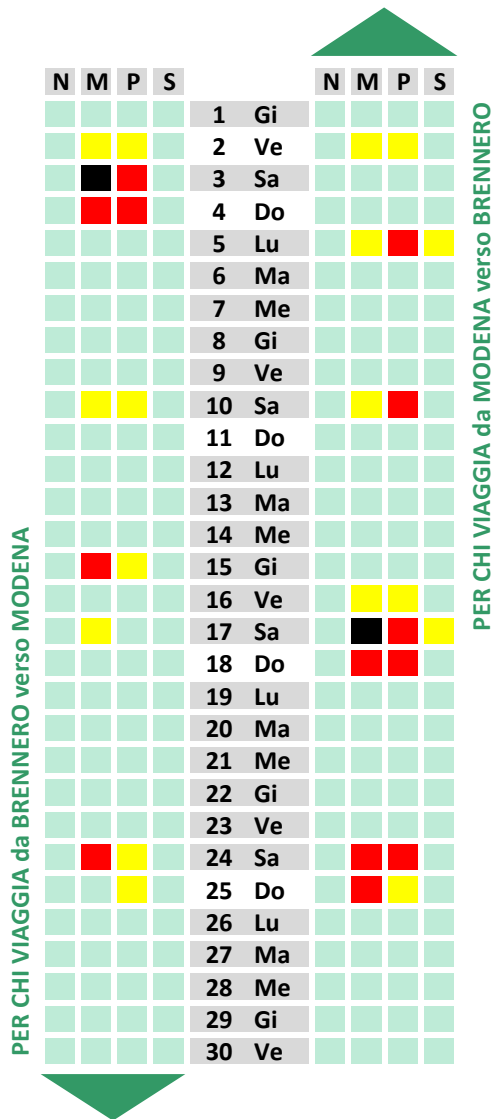 N M P S N M P S
1 Gi
2 Ve
3 Sa
4 Do
5 Lu
6 Ma
7 Me
8 Gi
9 Ve
10 Sa
11 Do
12 Lu
13 Ma
14 Me
15 Gi
16 Ve
17 Sa
18 Do
19 Lu
20 Ma
21 Me
22 Gi
23 Ve
24 Sa
25 Do
26 Lu
27 Ma
28 Me
29 Gi
30 Ve
PER CHI VIAGGIA da BRENNERO verso MODENA
PER CHI VIAGGIA da MODENA verso BRENNERO